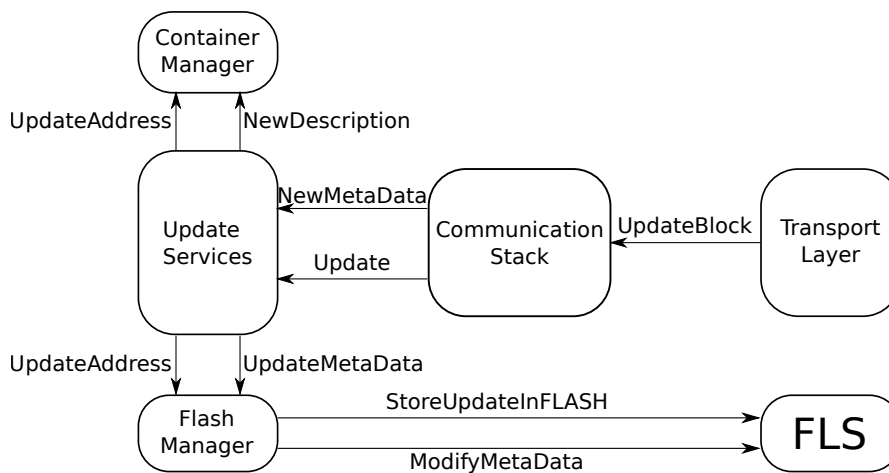 Container
Manager
UpdateAddress
NewDescription
NewMetaData
Update
Services
Update
Communication
Stack
UpdateBlock
Transport
Layer
UpdateAddress
UpdateMetaData
StoreUpdateInFLASH
Flash
Manager
FLS
ModifyMetaData